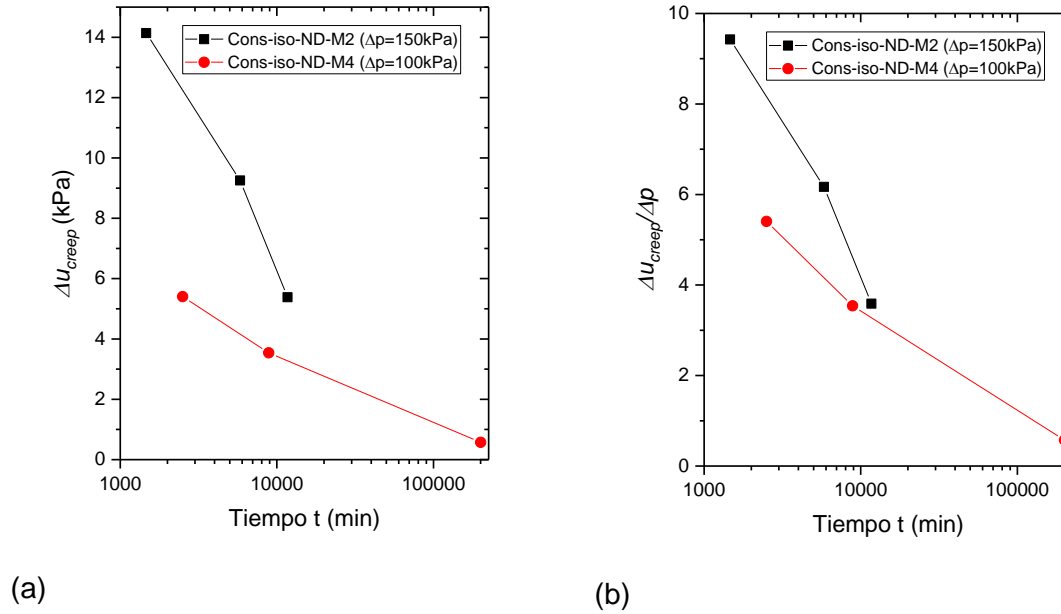 14
12
10
8
6
4
2
0
Δu_creep (kPa)
Cons-iso-ND-M2 (Δp=150kPa)
Cons-iso-ND-M4 (Δp=100kPa)
1000
10000
100000
Tiempo t (min)
(a)
10
8
6
4
2
0
Δu_creep/Δp
Cons-iso-ND-M2 (Δp=150kPa)
Cons-iso-ND-M4 (Δp=100kPa)
1000
10000
100000
Tiempo t (min)
(b)